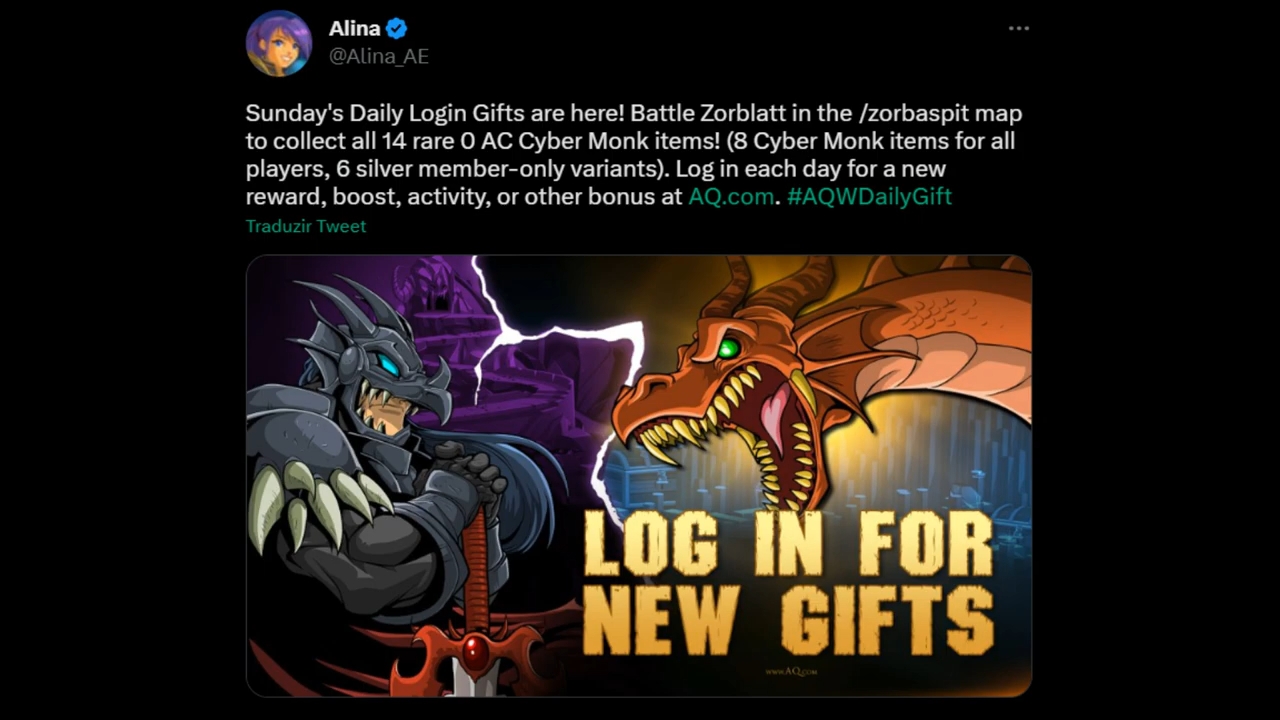 Alina
@Alina_AE
Sunday's Daily Login Gifts are here! Battle Zorblatt in the /zorbaspit map
to collect all 14 rare 0 AC Cyber Monk items! (8 Cyber Monk items for all
players, 6 silver member-only variants). Log in each day for a new
reward, boost, activity, or other bonus at AQ.com. #AQWDailyGift
Traduzir Tweet
LOG IN FOR
NEW GIFTS
WWW.AQ.COM